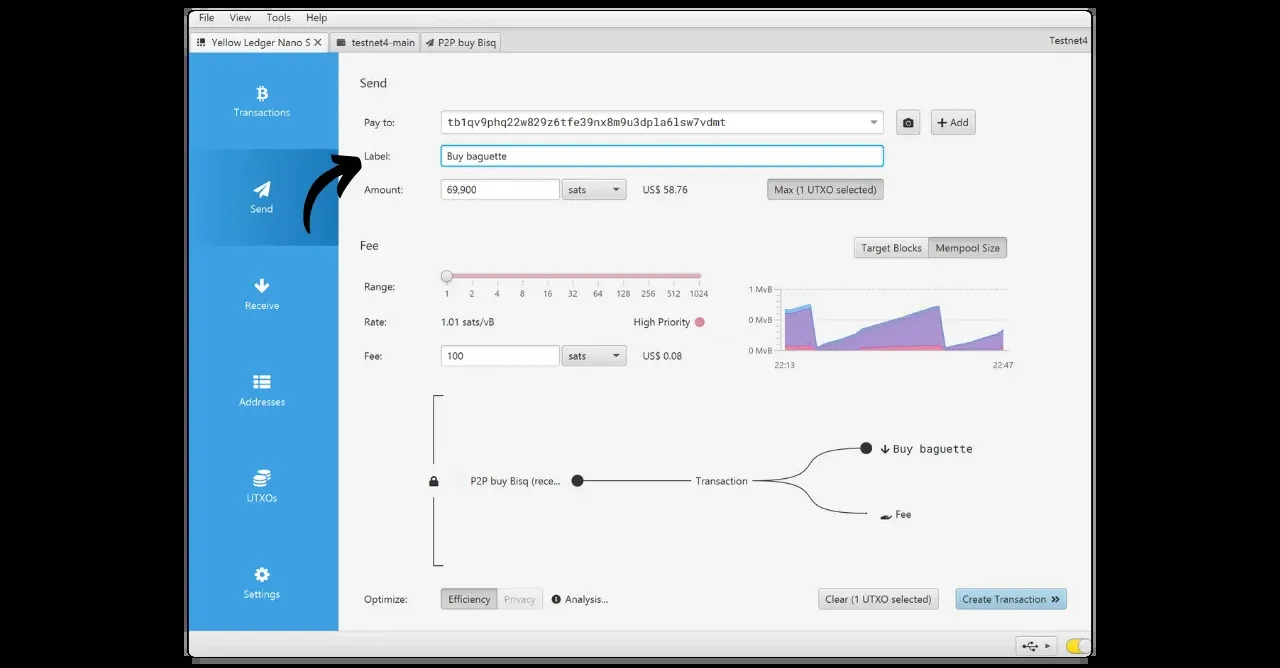 File View Tools Help
Yellow Ledger Nano S testnet4-main P2P buy Bisq Testnet4
Transactions
Send
Receive
Addresses
UTXOs
Settings
Send
Pay to: tb1qv9phq22w829z6tfe39nx8m9u3dpla6lsw7vdmt Add
Label: Buy baguette
Amount: 69,900 sats US$ 58.76 Max (1 UTXO selected)
Fee Target Blocks Mempool Size
Range: 1 2 4 8 16 32 64 128 256 512 1024
Rate: 1.01 sats/vB High Priority
Fee: 100 sats US$ 0.08
1 MvB
0 MvB
0 MvB
22:13 22:47
Buy baguette
P2P buy Bisq (rece... Transaction
Fee
Optimize: Efficiency Privacy Analysis... Clear (1 UTXO selected) Create Transaction